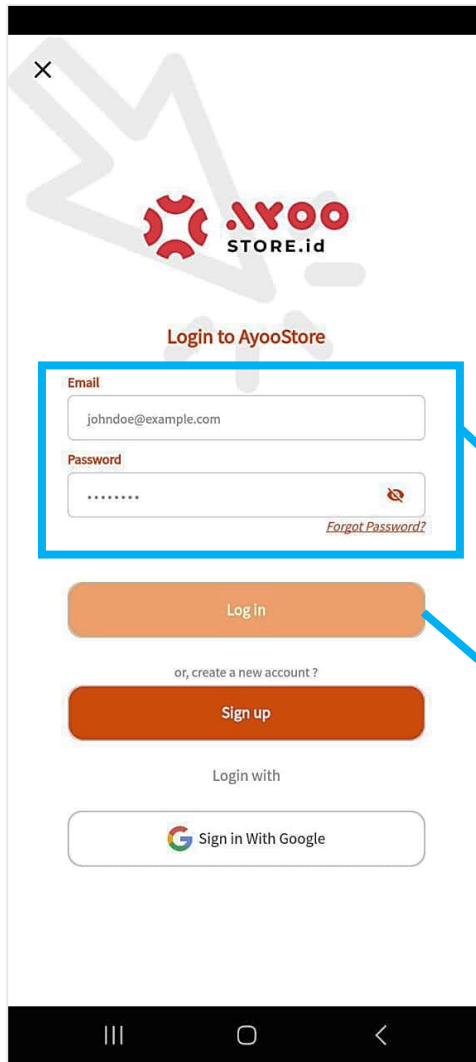 AYOO
STORE.id
Login to AyooStore
Email
johndoe@example.com
Password
........
Forgot Password?
Log in
or, create a new account ?
Sign up
Login with
Sign in With Google